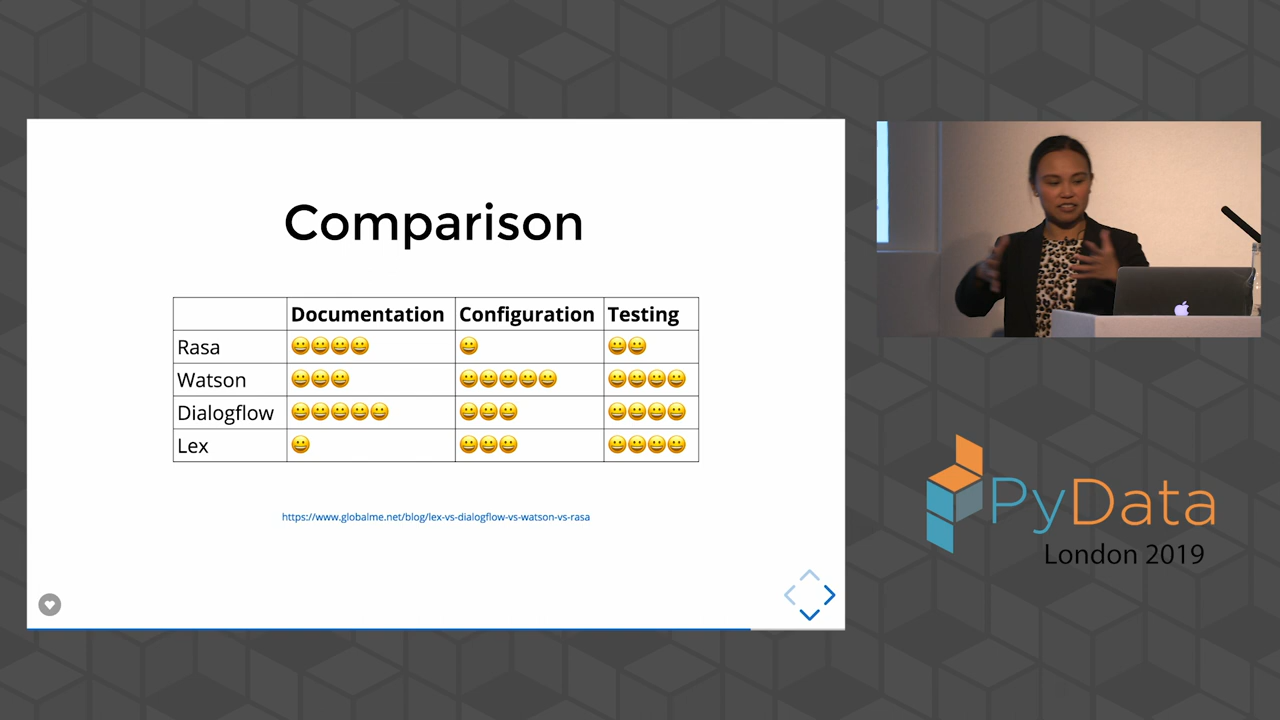 Comparison
Documentation Configuration Testing
Rasa 😀😀😀😀 😀 😀😀
Watson 😀😀😀 😀😀😀😀😀 😀😀😀😀
Dialogflow 😀😀😀😀😀 😀😀😀 😀😀😀😀
Lex 😀 😀😀😀 😀😀😀😀
https://www.globalme.net/blog/lex-vs-dialogflow-vs-watson-vs-rasa
PyData
London 2019